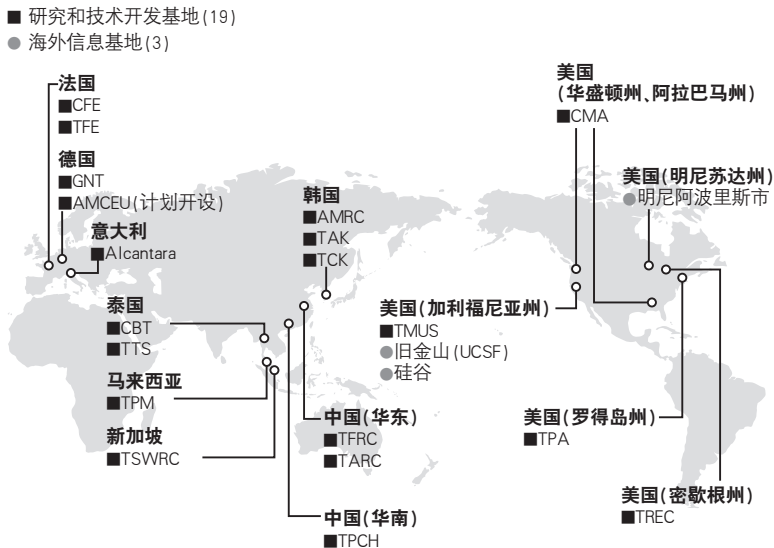 ■ 研究和技术开发基地(19)
● 海外信息基地(3)
法国
■CFE
■TFE
德国
■GNT
■AMCEU(计划开设)
意大利
■Alcantara
韩国
■AMRC
■TAK
■TCK
美国
(华盛顿州、阿拉巴马州)
■CMA
美国(明尼苏达州)
●明尼阿波里斯市
泰国
■CBT
■TTS
马来西亚
■TPM
新加坡
■TSWRC
美国(加利福尼亚州)
■TMUS
●旧金山(UCSF)
●硅谷
中国(华东)
■TFRC
■TARC
中国(华南)
■TPCH
美国(罗得岛州)
■TPA
美国(密歇根州)
■TREC